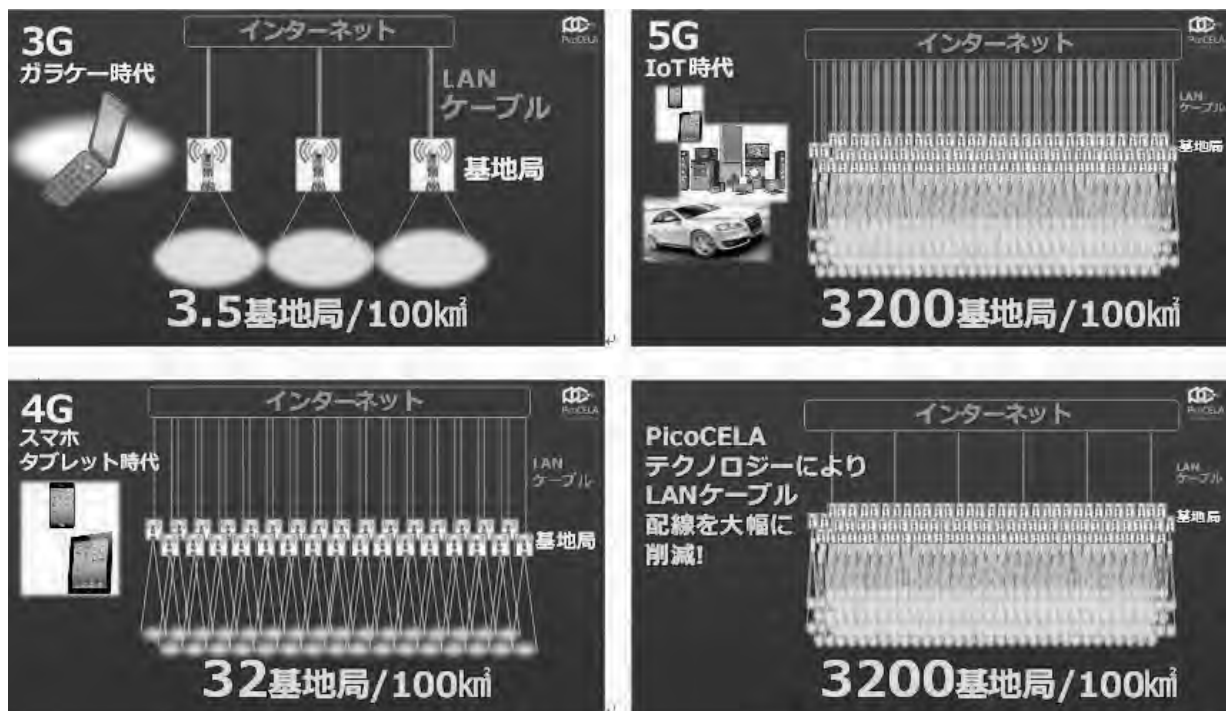 3G
ガラケー時代
インターネット
LAN
ケーブル
基地局
3.5基地局/100k㎡
PicoCELA
5G
IoT時代
インターネット
LAN
ケーブル
基地局
3200基地局/100k㎡
PicoCELA
4G
スマホ
タブレット時代
インターネット
LAN
ケーブル
基地局
32基地局/100k㎡
PicoCELA
PicoCELA
テクノロジーにより
LANケーブル
配線を大幅に
削減!
インターネット
LAN
ケーブル
基地局
3200基地局/100k㎡
PicoCELA